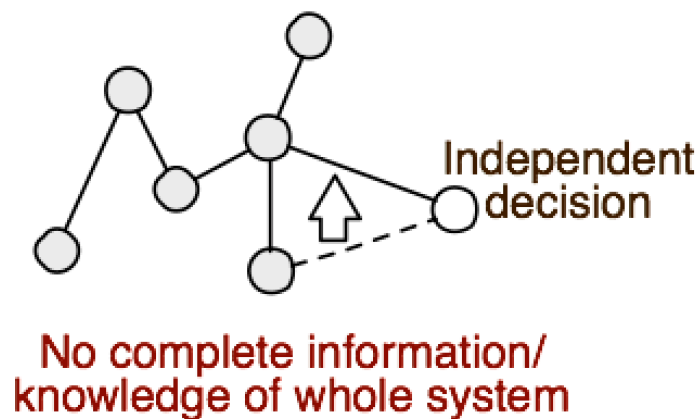 Independent
decision
No complete information/
knowledge of whole system